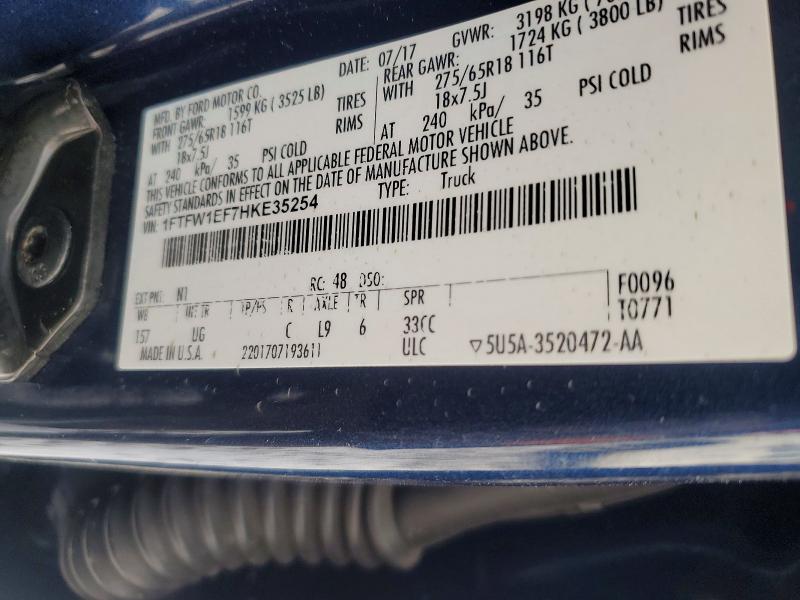 MFD. BY FORD MOTOR CO.
DATE: 07/17 GVWR: 3198 KG
FRONT GAWR: 1599 KG ( 3525 LB)
REAR GAWR: 1724 KG ( 3800 LB)
WITH 275/65R18 116T TIRES
WITH 275/65R18 116T TIRES
18x7.5J RIMS
18x7.5J RIMS
AT 240 kPa/ 35 PSI COLD
AT 240 kPa/ 35 PSI COLD
THIS VEHICLE CONFORMS TO ALL APPLICABLE FEDERAL MOTOR VEHICLE
SAFETY STANDARDS IN EFFECT ON THE DATE OF MANUFACTURE SHOWN ABOVE.
VIN: 1FTFW1EF7HKE35254 TYPE: Truck
EXT PNT: N1 RC: 48 DSO: F0096
WB INT TR TP/PS R AXLE TR SPR T0771
157 UG C L9 6 33CC
MADE IN U.S.A. 220170719361 ULC ▽5U5A-3520472-AA